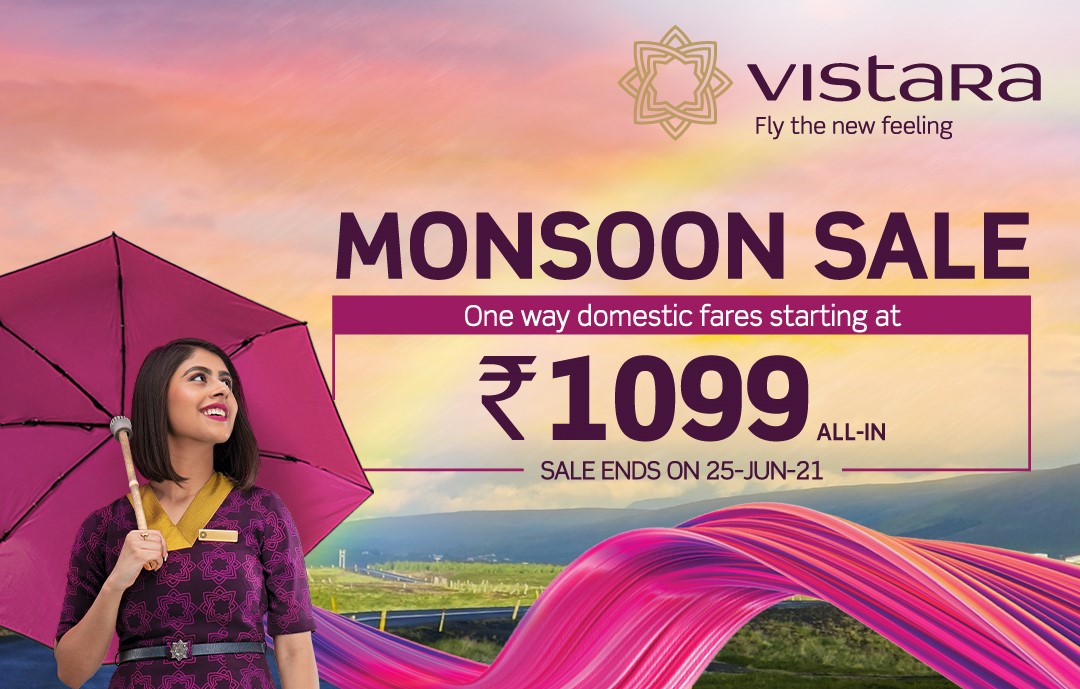 VISTARA
Fly the new feeling
MONSOON SALE
One way domestic fares starting at
₹1099 ALL-IN
SALE ENDS ON 25-JUN-21